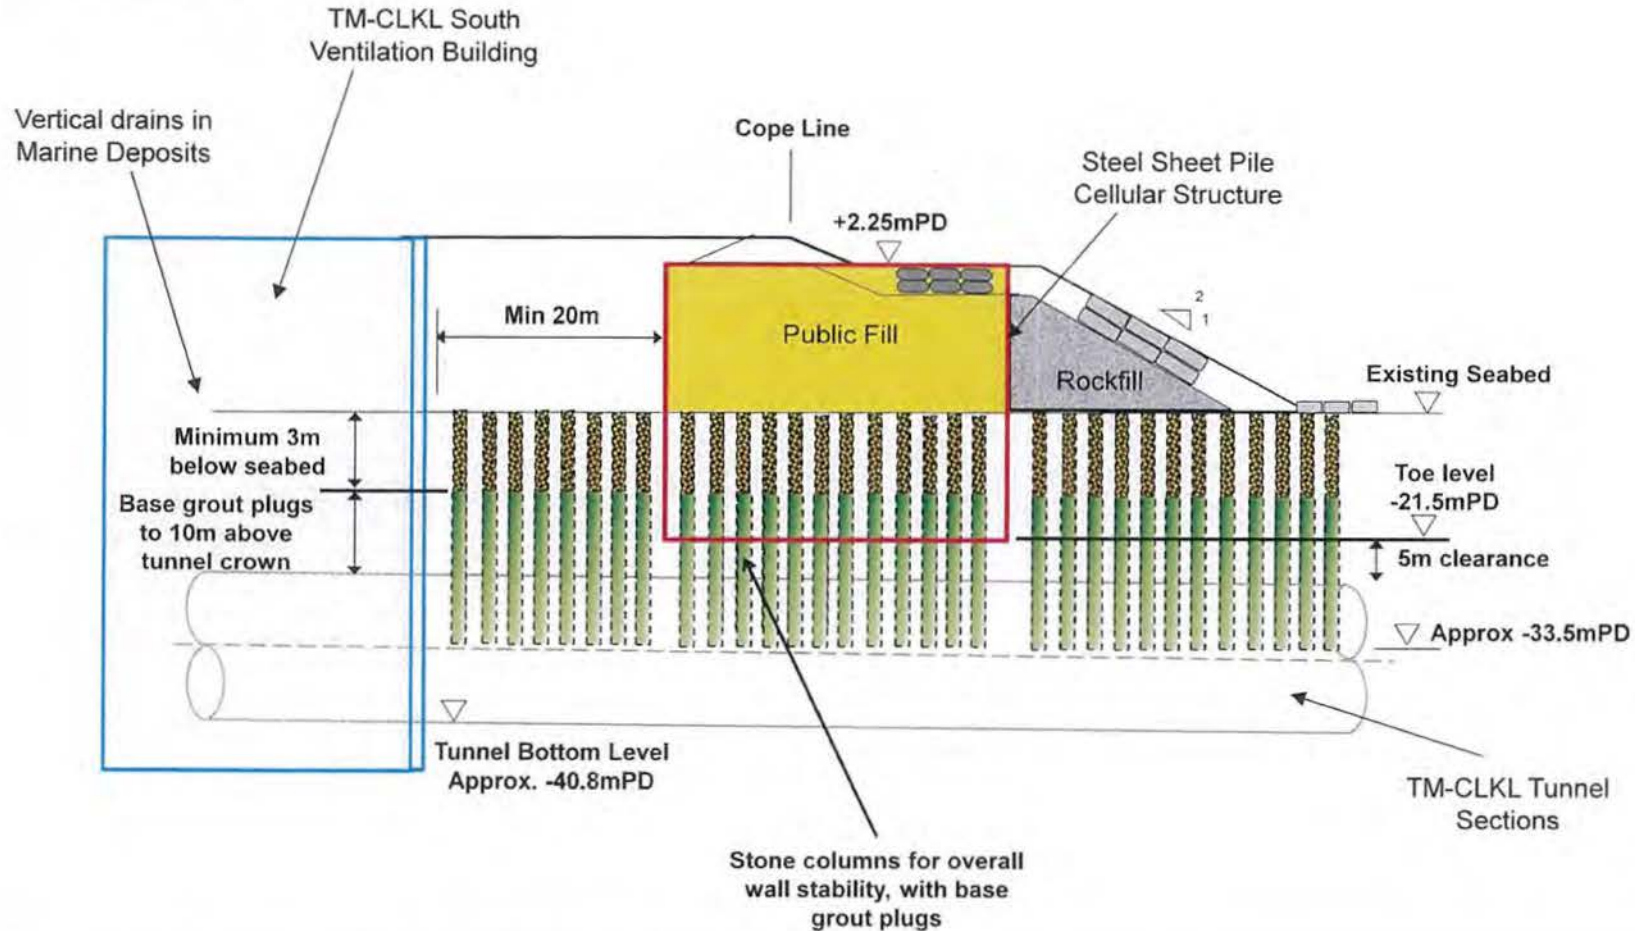 TM-CLKL South
Ventilation Building
Vertical drains in
Marine Deposits
Cope Line
Steel Sheet Pile
Cellular Structure
+2.25mPD
2
1
Min 20m
Public Fill
Rockfill
Existing Seabed
Minimum 3m
below seabed
Toe level
-21.5mPD
Base grout plugs
to 10m above
tunnel crown
5m clearance
Approx -33.5mPD
Tunnel Bottom Level
Approx. -40.8mPD
TM-CLKL Tunnel
Sections
Stone columns for overall
wall stability, with base
grout plugs